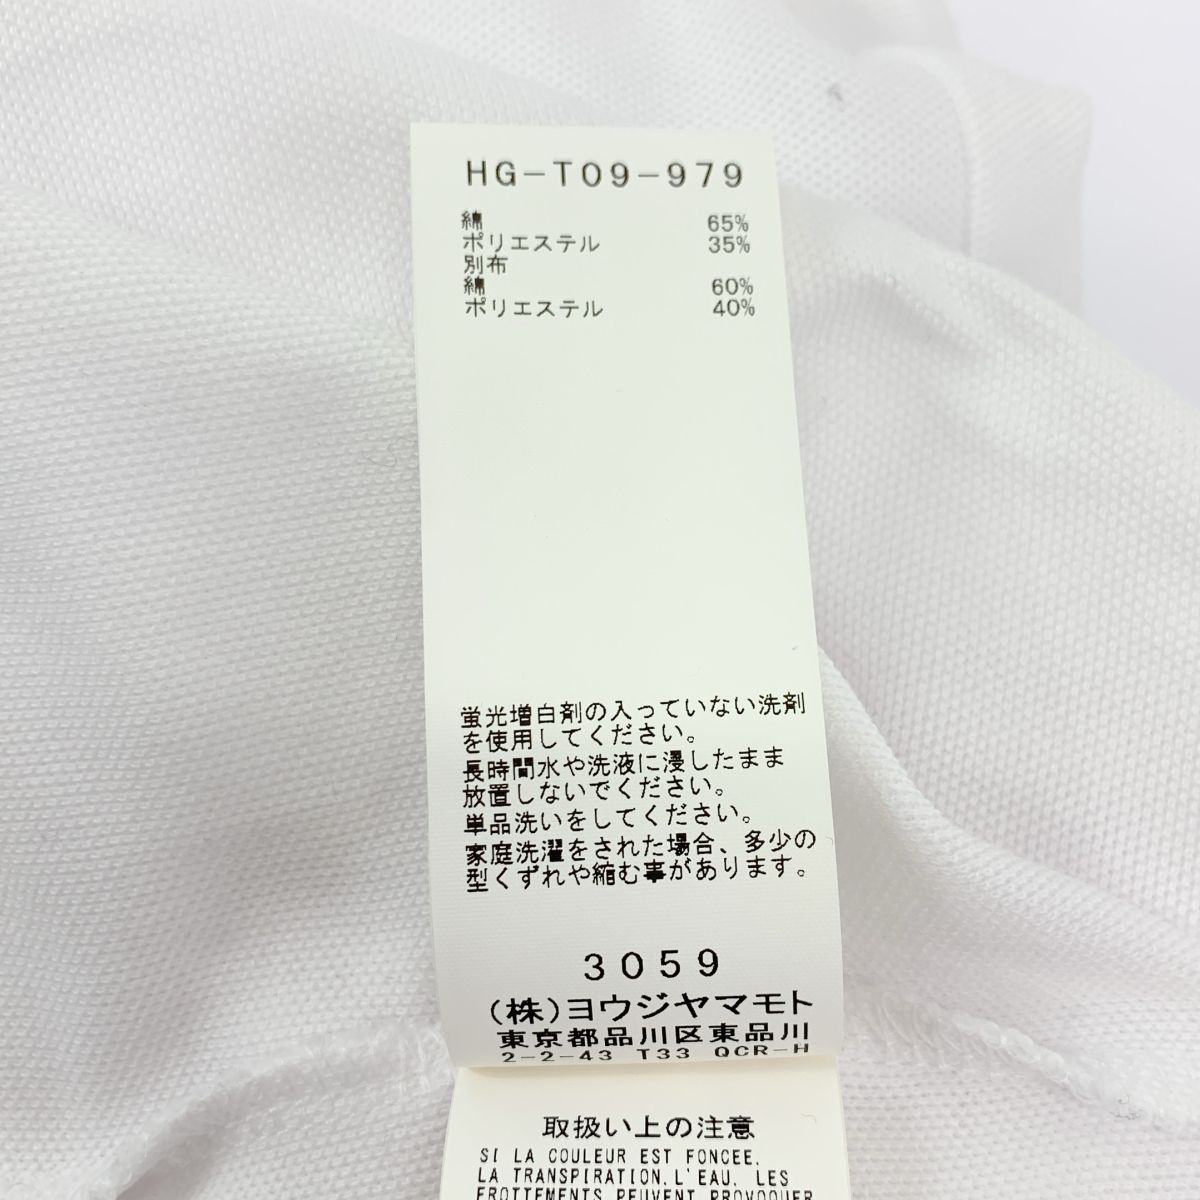 HG-T09-979
綿 65%
ポリエステル 35%
別布
綿 60%
ポリエステル 40%
蛍光増白剤の入っていない洗剤
を使用してください。
長時間水や洗液に浸したまま
放置しないでください。
単品洗いをしてください。
家庭洗濯をされた場合、多少の
型くずれや縮む事があります。
3059
(株)ヨウジヤマモト
東京都品川区東品川
2-2-43 T33 QCR-H
取扱い上の注意
SI LA COULEUR EST FONCEE,
LA TRANSPIRATION,L'EAU, LES
FROTTEMENTS PEUVENT PROVOQUER